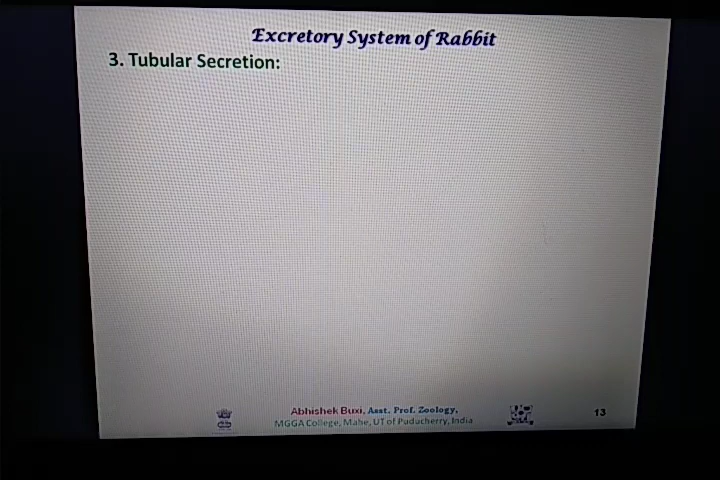 Excretory System of Rabbit
3. Tubular Secretion:
Abhishek Buxi, Asst. Prof. Zoology,
MGGA College, Mahe, UT of Puducherry, India
13